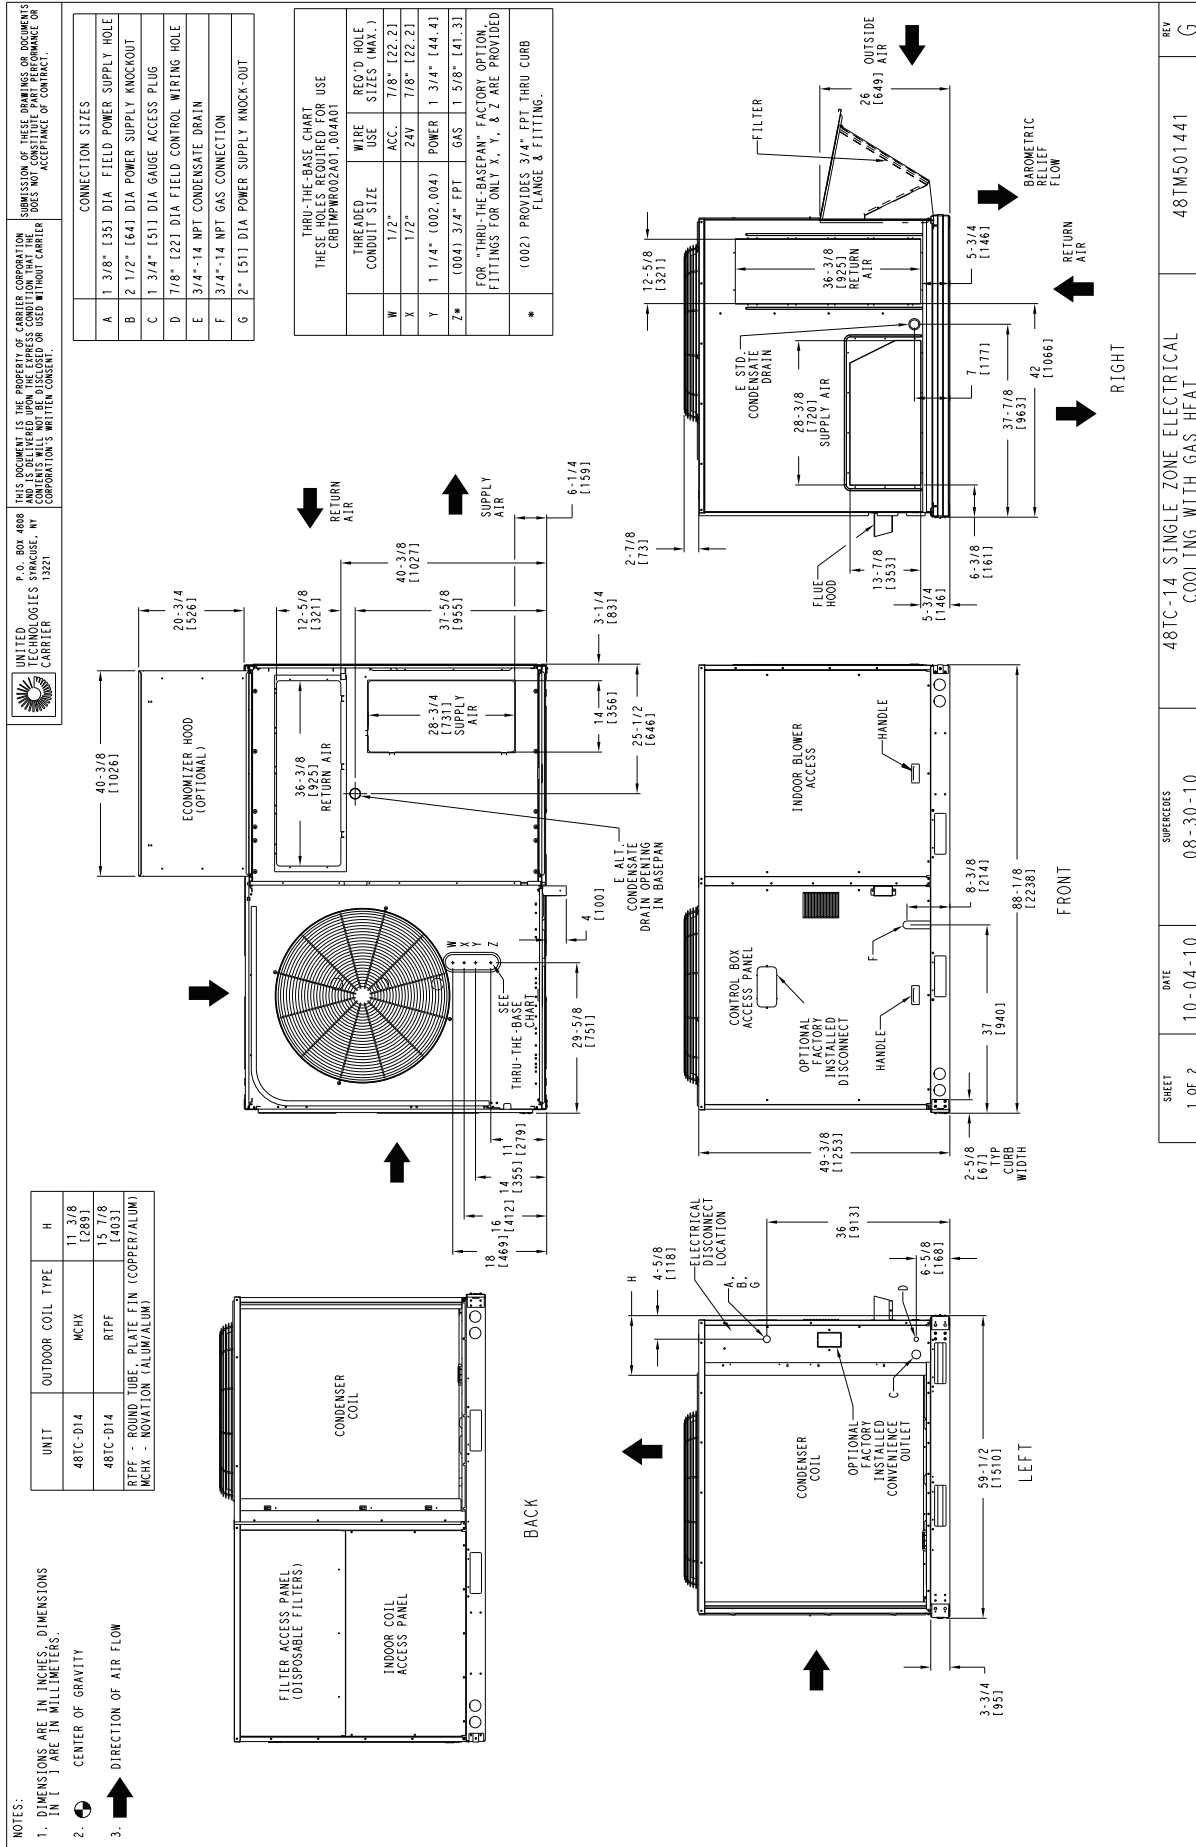 NOTES:
1. DIMENSIONS ARE IN INCHES, DIMENSIONS
IN [ ] ARE IN MILLIMETERS.
2. CENTER OF GRAVITY
3. DIRECTION OF AIR FLOW
UNIT OUTDOOR COIL TYPE H
48TC-D14 MCHX 11 3/8 [289]
48TC-D14 RTPF 15 7/8 [403]
RTPF - ROUND TUBE, PLATE FIN (COPPER/ALUM)
MCHX - NOVATION (ALUM/ALUM)
UNITED
TECHNOLOGIES
CARRIER
P.O. BOX 4808
SYRACUSE, NY
13221
THIS DOCUMENT IS THE PROPERTY OF CARRIER CORPORATION
AND IS DELIVERED UPON THE EXPRESS CONDITION THAT THE
CONTENTS WILL NOT BE DISCLOSED OR USED WITHOUT CARRIER
CORPORATION'S WRITTEN CONSENT.
SUBMISSION OF THESE DRAWINGS OR DOCUMENTS
DOES NOT CONSTITUTE PART PERFORMANCE OR
ACCEPTANCE OF CONTRACT.
CONNECTION SIZES
A 1 3/8" [35] DIA FIELD POWER SUPPLY HOLE
B 2 1/2" [64] DIA POWER SUPPLY KNOCKOUT
C 1 3/4" [51] DIA GAUGE ACCESS PLUG
D 7/8" [22] DIA FIELD CONTROL WIRING HOLE
E 3/4"-14 NPT CONDENSATE DRAIN
F 3/4"-14 NPT GAS CONNECTION
G 2" [51] DIA POWER SUPPLY KNOCK-OUT
THRU-THE-BASE CHART
THESE HOLES REQUIRED FOR USE
CRBTMPWR002A01,004A01
THREADED CONDUIT SIZE WIRE USE REQ'D HOLE SIZES (MAX.)
W 1/2" ACC. 7/8" [22.2]
X 1/2" 24V 7/8" [22.2]
Y 1 1/4" (002,004) POWER 1 3/4" [44.4]
Z* (004) 3/4" FPT GAS 1 5/8" [41.3]
FOR "THRU-THE-BASEPAN" FACTORY OPTION,
FITTINGS FOR ONLY X, Y, & Z ARE PROVIDED
* (002) PROVIDES 3/4" FPT THRU CURB
FLANGE & FITTING.
FILTER ACCESS PANEL
(DISPOSABLE FILTERS)
INDOOR COIL
ACCESS PANEL
CONDENSER
COIL
BACK
40-3/8
[1026]
ECONOMIZER HOOD
(OPTIONAL)
20-3/4
[526]
12-5/8
[321]
36-3/8
[925]
RETURN AIR
RETURN
AIR
40-3/8
[1027]
37-5/8
[955]
28-3/4
[731]
SUPPLY
AIR
SUPPLY
AIR
6-1/4
[159]
3-1/4
[83]
14
[356]
25-1/2
[646]
E ALT.
CONDENSATE
DRAIN OPENING
IN BASEPAN
4
[100]
W
X
Y
Z
SEE
THRU-THE-BASE
CHART
29-5/8
[751]
11
[279]
14
[355]
16
[412]
18
[469]
H
4-5/8
[118]
ELECTRICAL
DISCONNECT
LOCATION
A,
B,
G
36
[913]
D
6-5/8
[168]
CONDENSER
COIL
OPTIONAL
FACTORY
INSTALLED
CONVENIENCE
OUTLET
C
59-1/2
[1510]
3-3/4
[95]
LEFT
49-3/8
[1253]
2-5/8
[67]
TYP
CURB
WIDTH
CONTROL BOX
ACCESS PANEL
OPTIONAL
FACTORY
INSTALLED
DISCONNECT
HANDLE
F
37
[940]
8-3/8
[214]
88-1/8
[2238]
INDOOR BLOWER
ACCESS
HANDLE
FRONT
2-7/8
[73]
FLUE
HOOD
13-7/8
[353]
5-3/4
[146]
6-3/8
[161]
28-3/8
[720]
SUPPLY AIR
E STD.
CONDENSATE
DRAIN
12-5/8
[321]
36-3/8
[925]
RETURN
AIR
7
[177]
37-7/8
[963]
42
[1066]
5-3/4
[146]
FILTER
26
[649]
OUTSIDE
AIR
BAROMETRIC
RELIEF
FLOW
RETURN
AIR
RIGHT
SHEET
1 OF 2
DATE
10-04-10
SUPERCEDES
08-30-10
48TC-14 SINGLE ZONE ELECTRICAL
COOLING WITH GAS HEAT
48TM501441
REV
G